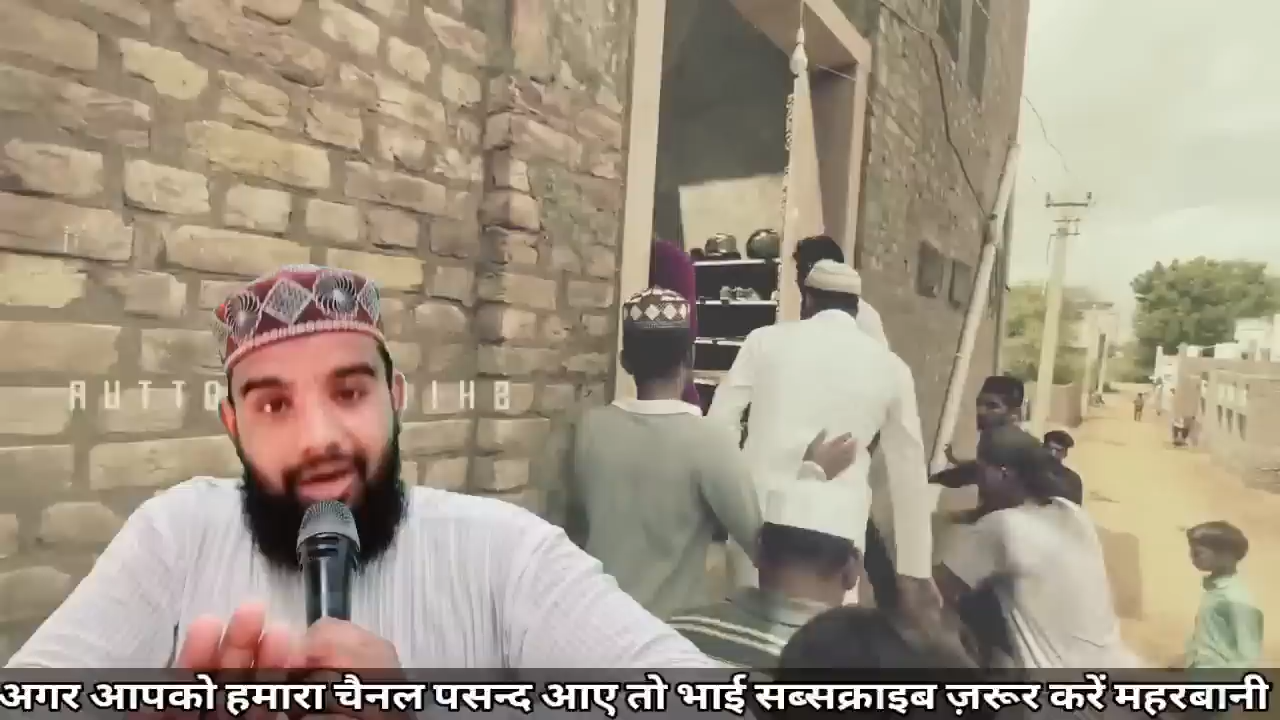 अगर आपको हमारा चैनल पसन्द आए तो भाई सब्सक्राइब ज़रूर करें महरबानी